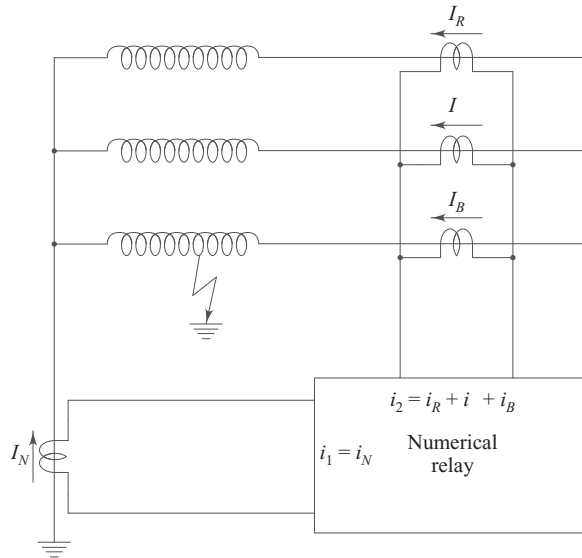 I_R
I
I_B
i_2 = i_R + i + i_B
I_N
i_1 = i_N
Numerical
relay